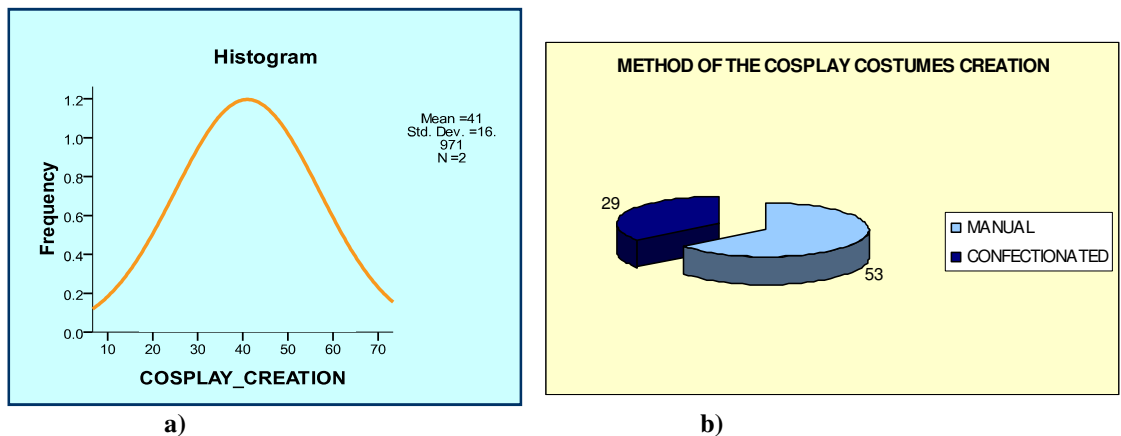 Histogram
1.2
1.0
0.8
0.6
0.4
0.2
0.0
Frequency
10 20 30 40 50 60 70
COSPLAY_CREATION
Mean =41
Std. Dev. =16.
971
N =2
a)
METHOD OF THE COSPLAY COSTUMES CREATION
29
53
MANUAL
CONFECTIONATED
b)